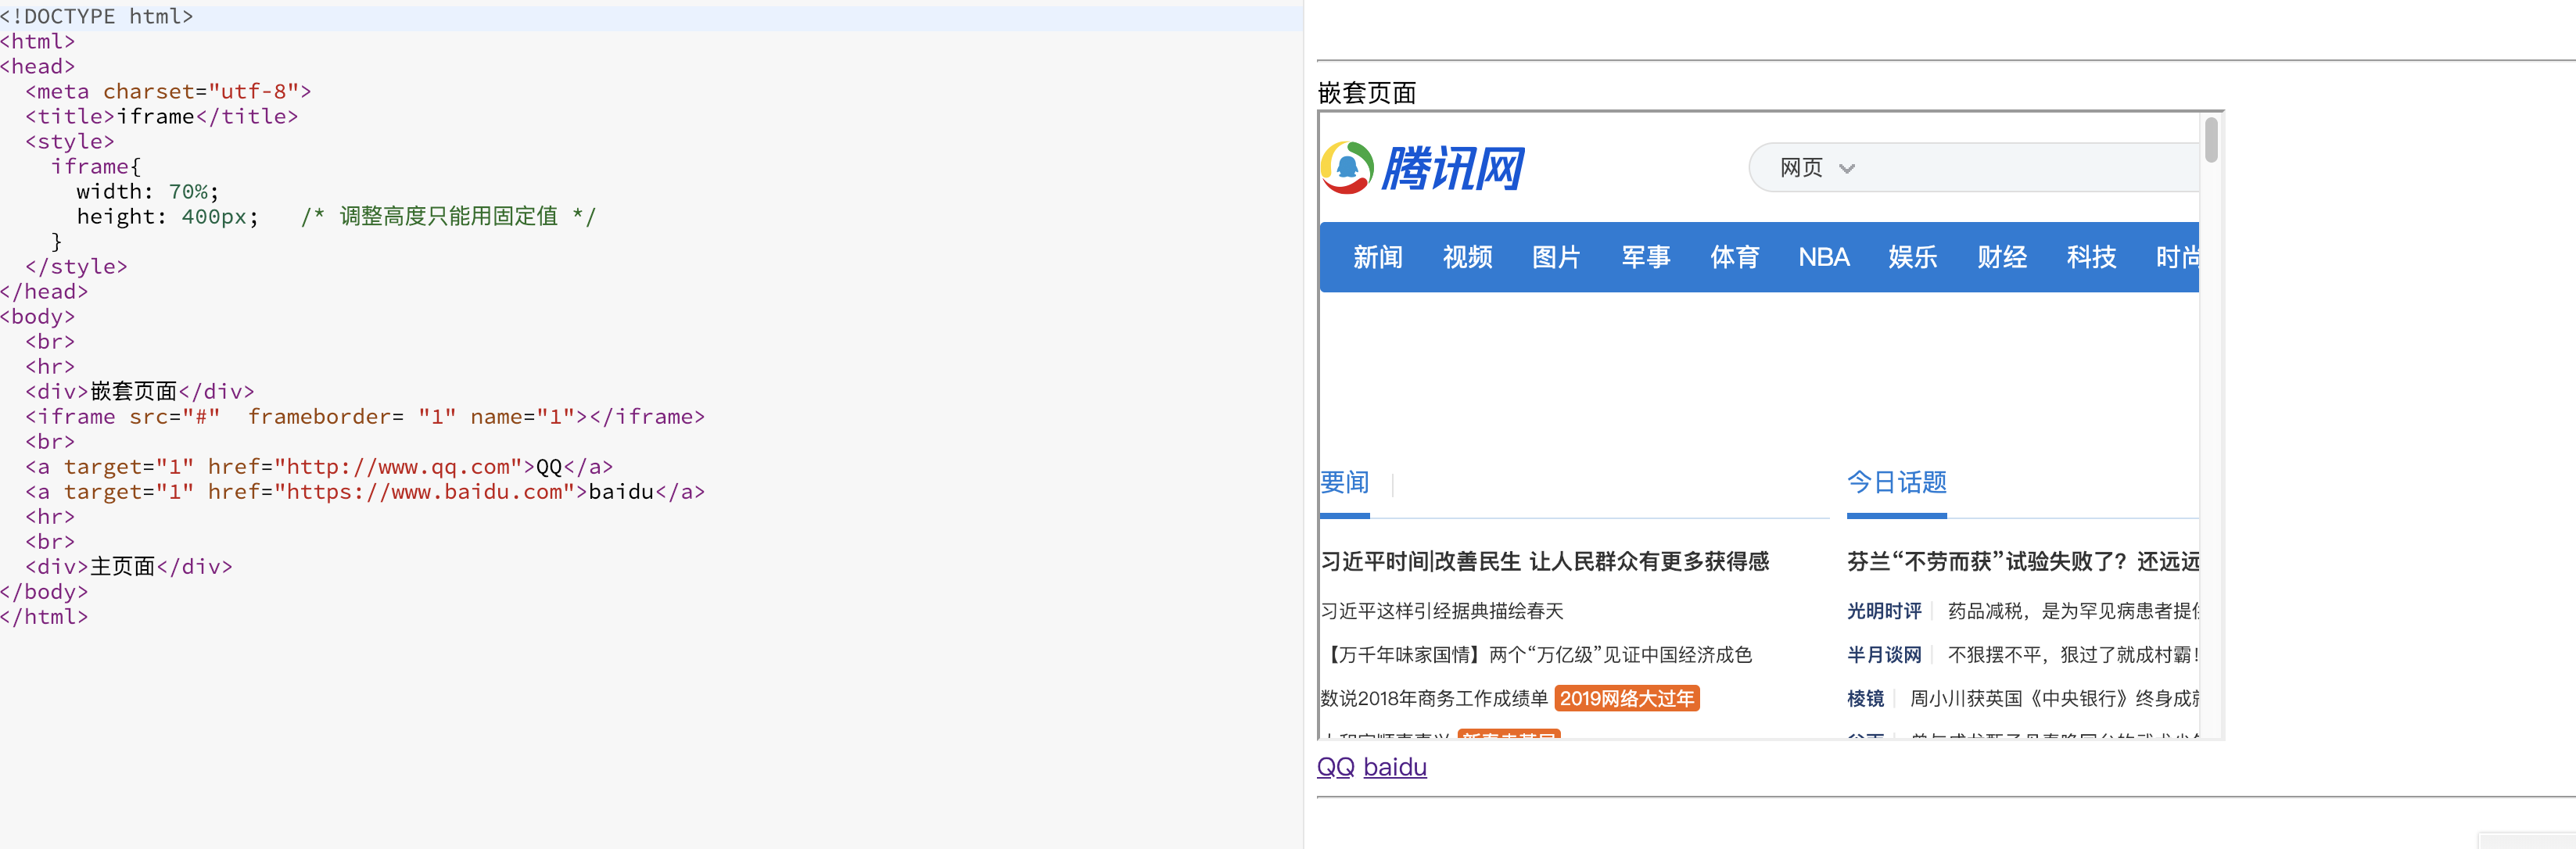 <!DOCTYPE html>
<html>
<head>
  <meta charset="utf-8">
  <title>iframe</title>
  <style>
    iframe{
      width: 70%;
      height: 400px;   /* 调整高度只能用固定值 */
    }
  </style>
</head>
<body>
  <br>
  <hr>
  <div>嵌套页面</div>
  <iframe src="#"  frameborder= "1" name="1"></iframe>
  <br>
  <a target="1" href="http://www.qq.com">QQ</a>
  <a target="1" href="https://www.baidu.com">baidu</a>
  <hr>
  <br>
  <div>主页面</div>
</body>
</html>
嵌套页面
腾讯网 网页
新闻 视频 图片 军事 体育 NBA 娱乐 财经 科技 时尚
要闻
习近平时间|改善民生 让人民群众有更多获得感
习近平这样引经据典描绘春天
【万千年味家国情】两个“万亿级”见证中国经济成色
数说2018年商务工作成绩单 2019网络大过年
今日话题
芬兰“不劳而获”试验失败了？还远远
光明时评 药品减税，是为罕见病患者提
半月谈网 不狠摆不平，狠过了就成村霸!
棱镜 周小川获英国《中央银行》终身成
QQ baidu